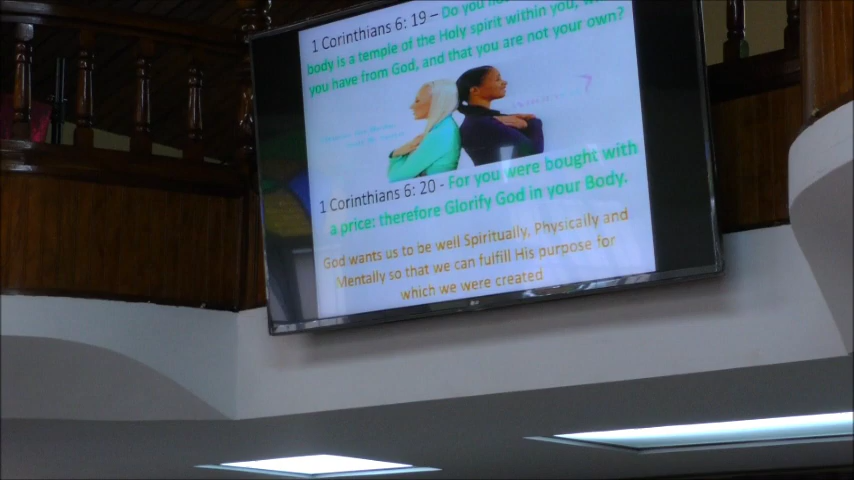 1 Corinthians 6: 19 – Do you
body is a temple of the Holy spirit within you,
you have from God, and that you are not your own?
?
1 Corinthians 6: 20 - For you were bought with
a price: therefore Glorify God in your Body.
God wants us to be well Spiritually, Physically and
Mentally so that we can fulfill His purpose for
which we were created
LG